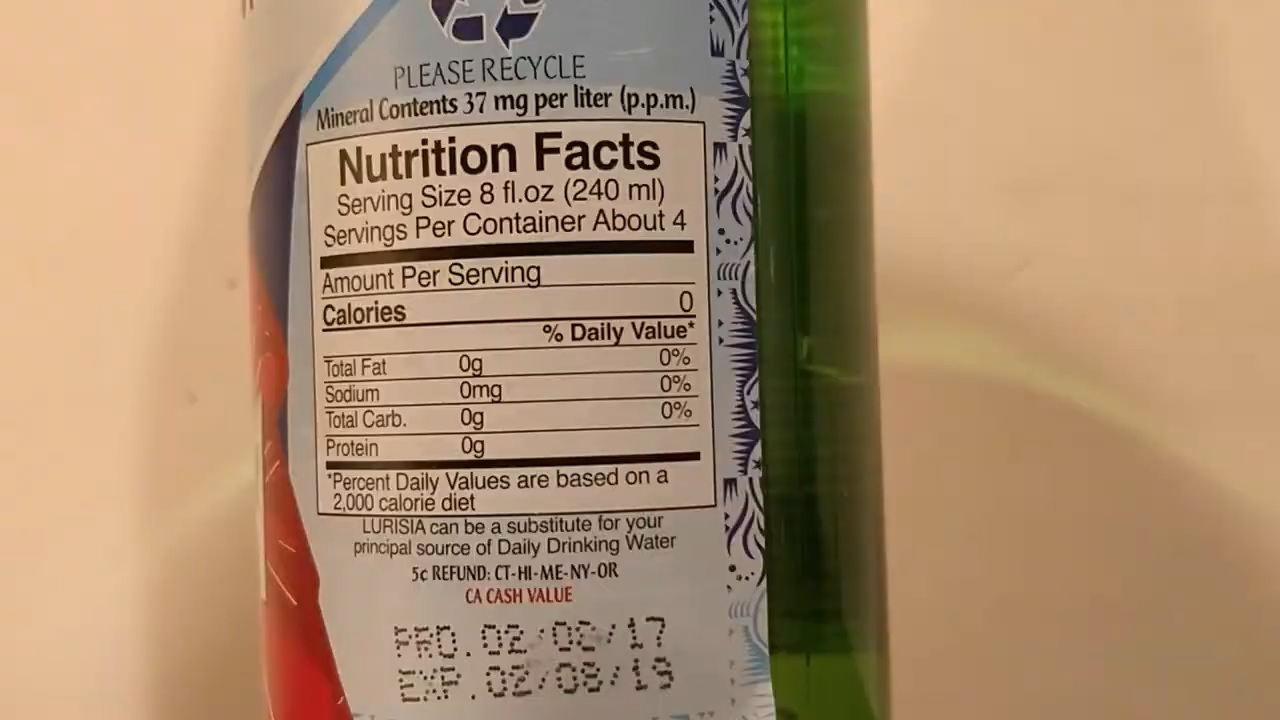 PLEASE RECYCLE
Mineral Contents 37 mg per liter (p.p.m.)
Nutrition Facts
Serving Size 8 fl.oz (240 ml)
Servings Per Container About 4
Amount Per Serving
Calories 0
% Daily Value*
Total Fat 0g 0%
Sodium 0mg 0%
Total Carb. 0g 0%
Protein 0g
*Percent Daily Values are based on a
2,000 calorie diet
LURISIA can be a substitute for your
principal source of Daily Drinking Water
5c REFUND: CT-HI-ME-NY-OR
CA CASH VALUE
PRO.02/08/17
EXP.02/08/19